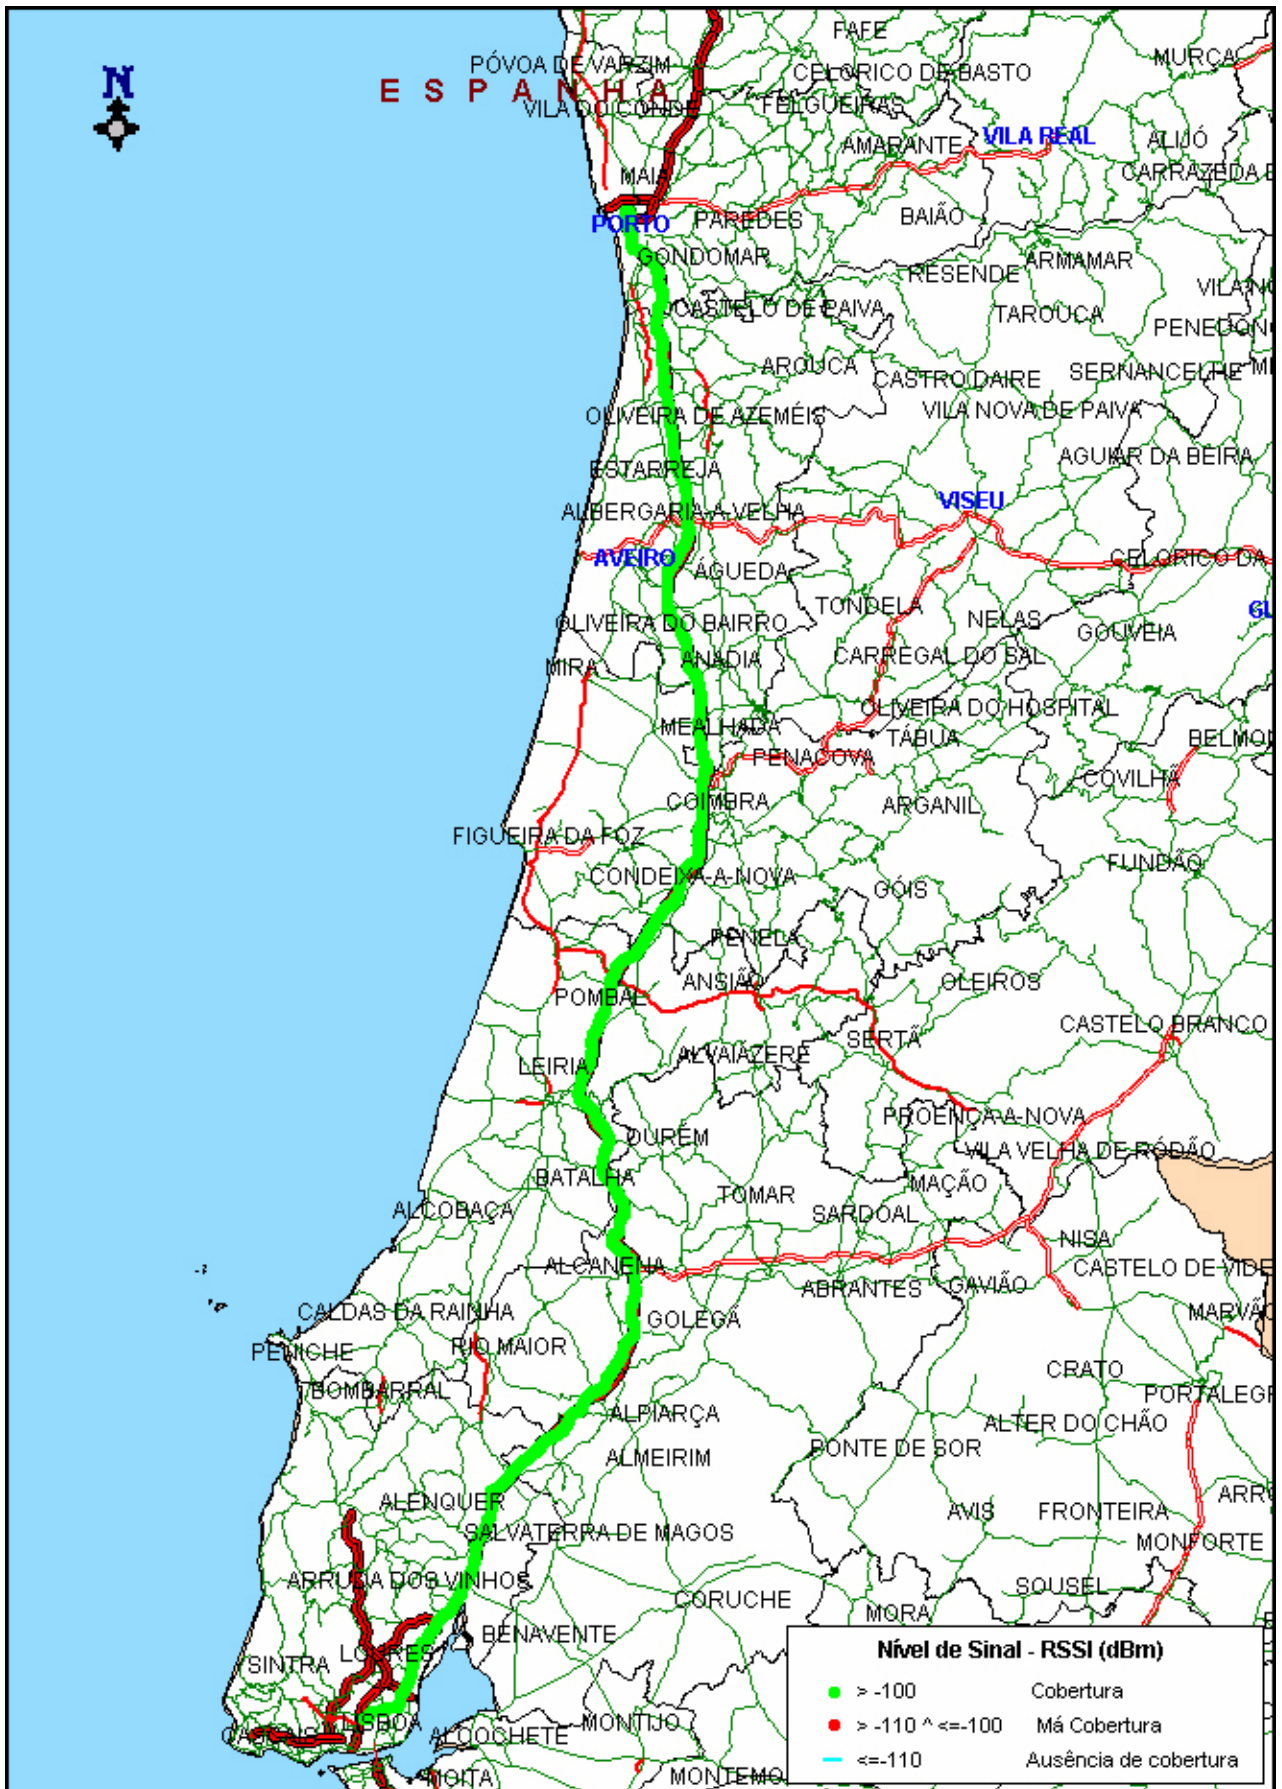 FAFE
MURÇA
PÓVOA DE VARZIM
CELORICO DE BASTO
N
ESPANHA
VILA DO CONDE
FELGUEIRAS
VILA REAL
ALIJÓ
AMARANTE
CARRAZEDA
MAIA
PORTO
PAREDES
BAIÃO
GONDOMAR
ARMAMAR
RESENDE
CASTELO DE PAIVA
TAROUCA
AROUCA
CASTRO DAIRE
SERNANCELHE
OLIVEIRA DE AZEMÉIS
VILA NOVA DE PAIVA
AGUIAR DA BEIRA
ESTARREJA
VISEU
ALBERGARIA-A-VELHA
AVEIRO
CELORICO DA
ÁGUEDA
TONDELA
NELAS
GOUVEIA
OLIVEIRA DO BAIRRO
ANADIA
CARREGAL DO SAL
MIRA
OLIVEIRA DO HOSPITAL
MEALHADA
TÁBUA
PENACOVA
COVILHÃ
COIMBRA
ARGANIL
FIGUEIRA DA FOZ
FUNDÃO
CONDEIXA-A-NOVA
GÓIS
PENELA
ANSIÃO
OLEIROS
POMBAL
CASTELO BRANCO
SERTÃ
ALVAIÁZERE
LEIRIA
PROENÇA-A-NOVA
OURÉM
VILA VELHA DE RÓDÃO
BATALHA
MAÇÃO
TOMAR
ALCOBAÇA
SARDOAL
NISA
ALCANENA
CASTELO DE VIDE
ABRANTES
GAVIÃO
CALDAS DA RAINHA
GOLEGÃ
MARVÃO
PENICHE
RIO MAIOR
CRATO
BOMBARRAL
PORTALEGR
ALPIARÇA
ALTER DO CHÃO
ALMEIRIM
PONTE DE SOR
ALENQUER
AVIS
FRONTEIRA
SALVATERRA DE MAGOS
MONFORTE
ARRUDA DOS VINHOS
SOUSEL
CORUCHE
MORA
BENAVENTE
LOURES
SINTRA
LISBOA
CASCAIS
ALCOCHETE
MONTIJO
MOITA
MONTEMO
Nível de Sinal - RSSI (dBm)
> -100 Cobertura
> -110 ^ <=-100 Má Cobertura
<=-110 Ausência de cobertura